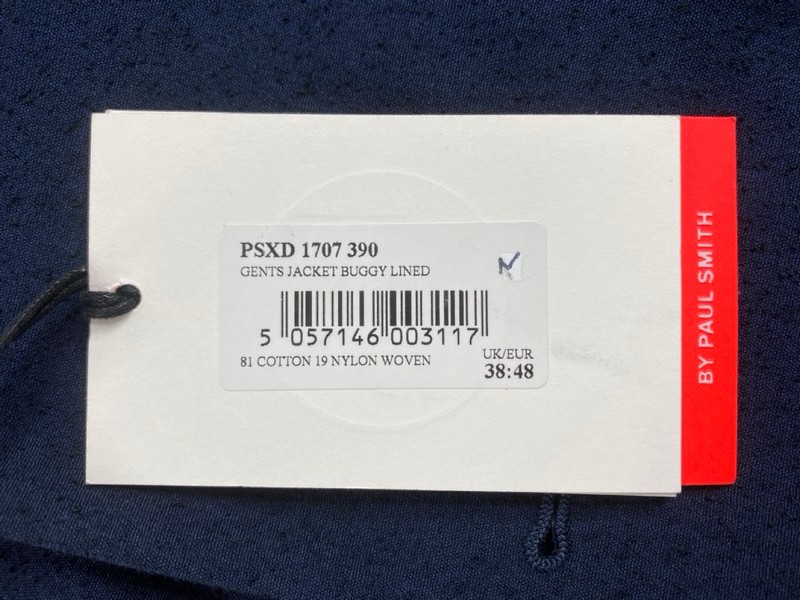 PSXD 1707 390
GENTS JACKET BUGGY LINED
5 057146 003117
81 COTTON 19 NYLON WOVEN
UK/EUR
38:48
BY PAUL SMITH